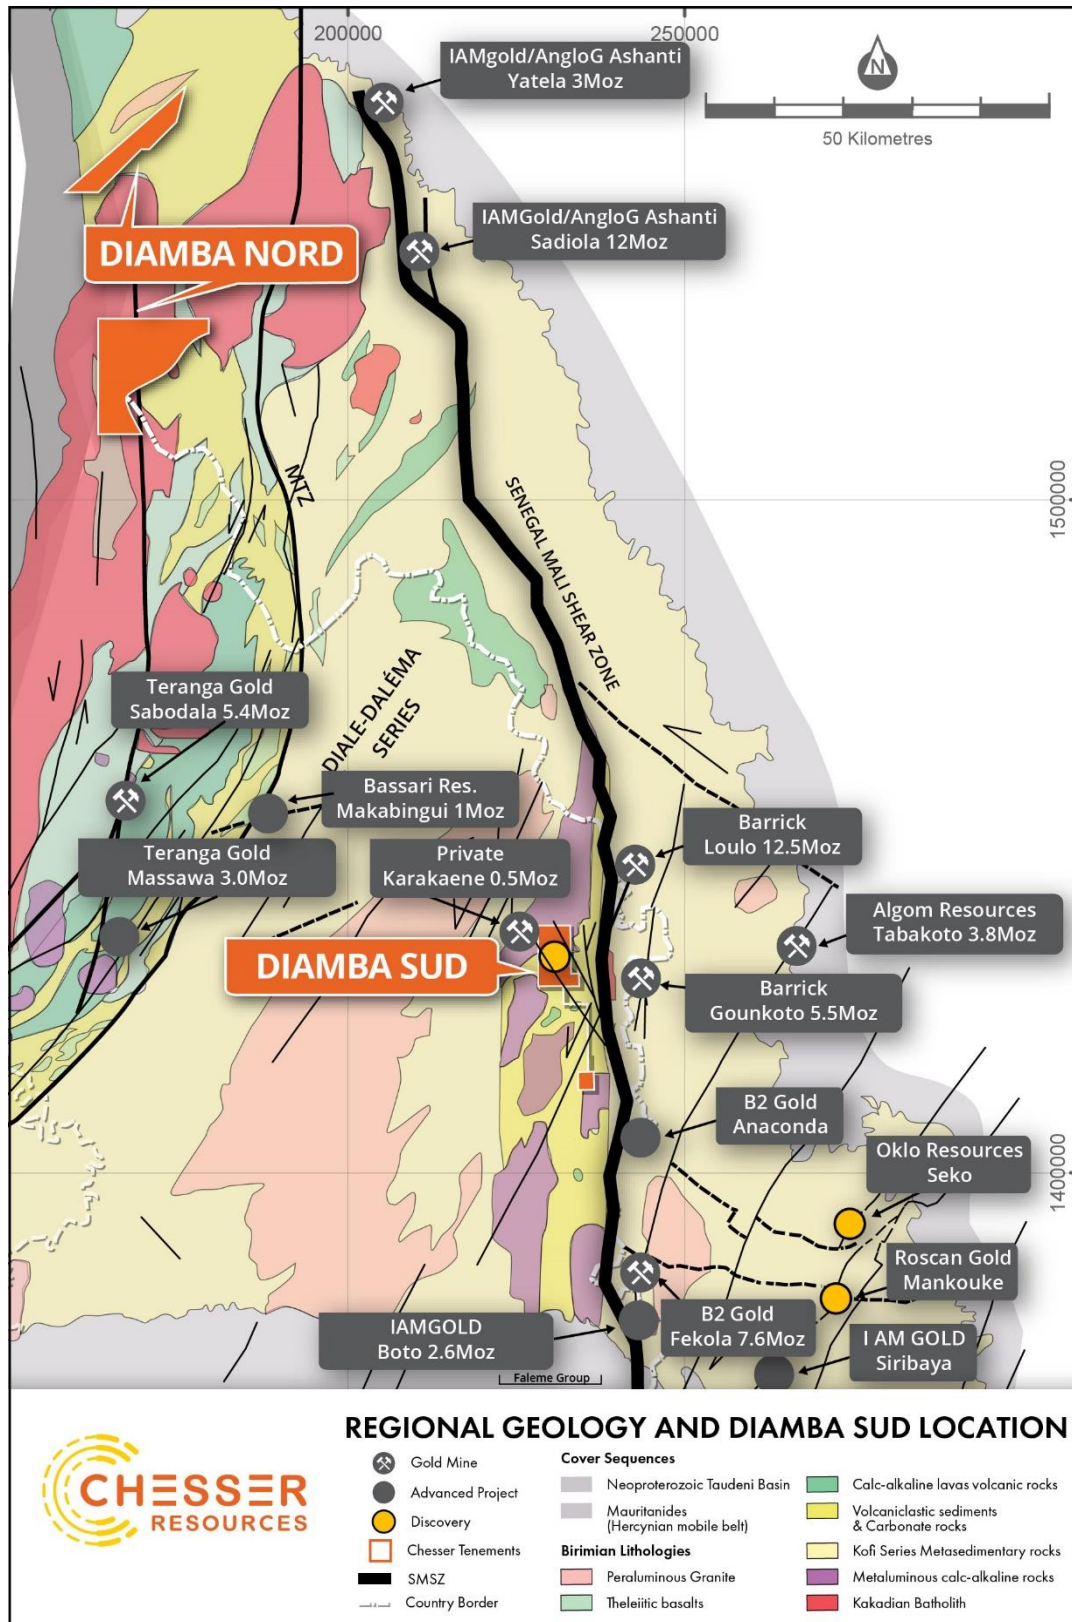 200000
250000
IAMgold/AngloG Ashanti
Yatela 3Moz
N
50 Kilometres
IAMGold/AngloG Ashanti
Sadiola 12Moz
DIAMBA NORD
MTZ
SENEGAL MALI SHEAR ZONE
1500000
DIALE-DALÉMA
SERIES
Teranga Gold
Sabodala 5.4Moz
Bassari Res.
Makabingui 1Moz
Teranga Gold
Massawa 3.0Moz
Private
Karakaene 0.5Moz
Barrick
Loulo 12.5Moz
Algom Resources
Tabakoto 3.8Moz
DIAMBA SUD
Barrick
Gounkoto 5.5Moz
B2 Gold
Anaconda
Oklo Resources
Seko
1400000
Roscan Gold
Mankouke
IAMGOLD
Boto 2.6Moz
B2 Gold
Fekola 7.6Moz
I AM GOLD
Siribaya
Faleme Group
CHESSER
RESOURCES
REGIONAL GEOLOGY AND DIAMBA SUD LOCATION
Gold Mine
Advanced Project
Discovery
Chesser Tenements
SMSZ
Country Border
Cover Sequences
Neoproterozoic Taudeni Basin
Mauritanides
(Hercynian mobile belt)
Birimian Lithologies
Peraluminous Granite
Theleiitic basalts
Calc-alkaline lavas volcanic rocks
Volcaniclastic sediments
& Carbonate rocks
Kofi Series Metasedimentary rocks
Metaluminous calc-alkaline rocks
Kakadian Batholith